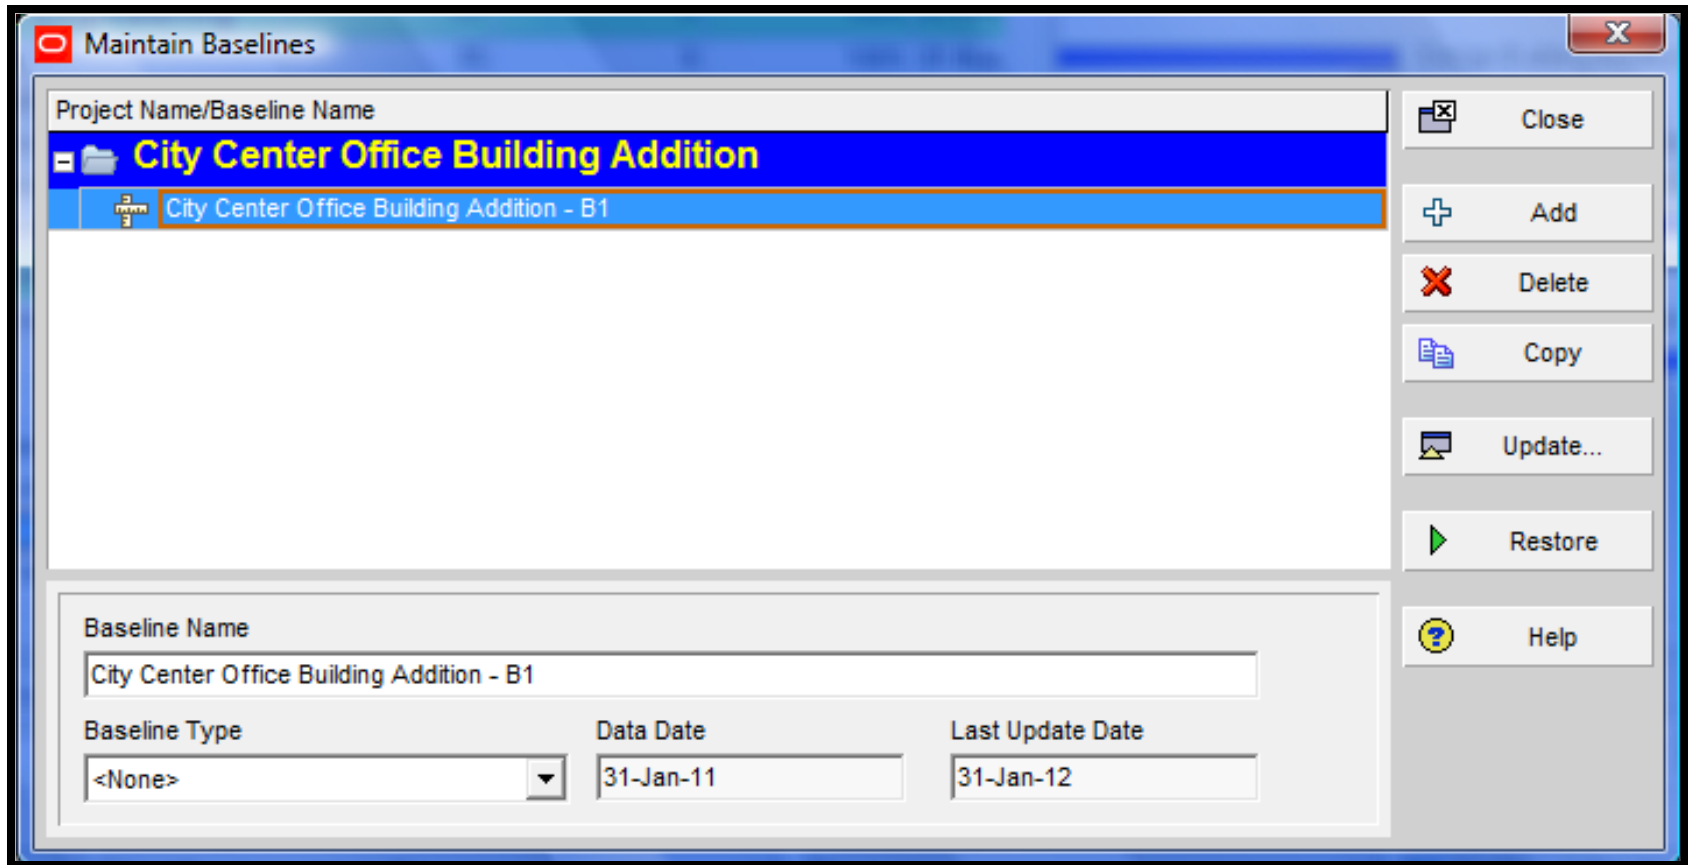 Maintain Baselines
Project Name/Baseline Name
City Center Office Building Addition
City Center Office Building Addition - B1
Close
Add
Delete
Copy
Update...
Restore
Help
Baseline Name
City Center Office Building Addition - B1
Baseline Type
Data Date
Last Update Date
<None>
31-Jan-11
31-Jan-12